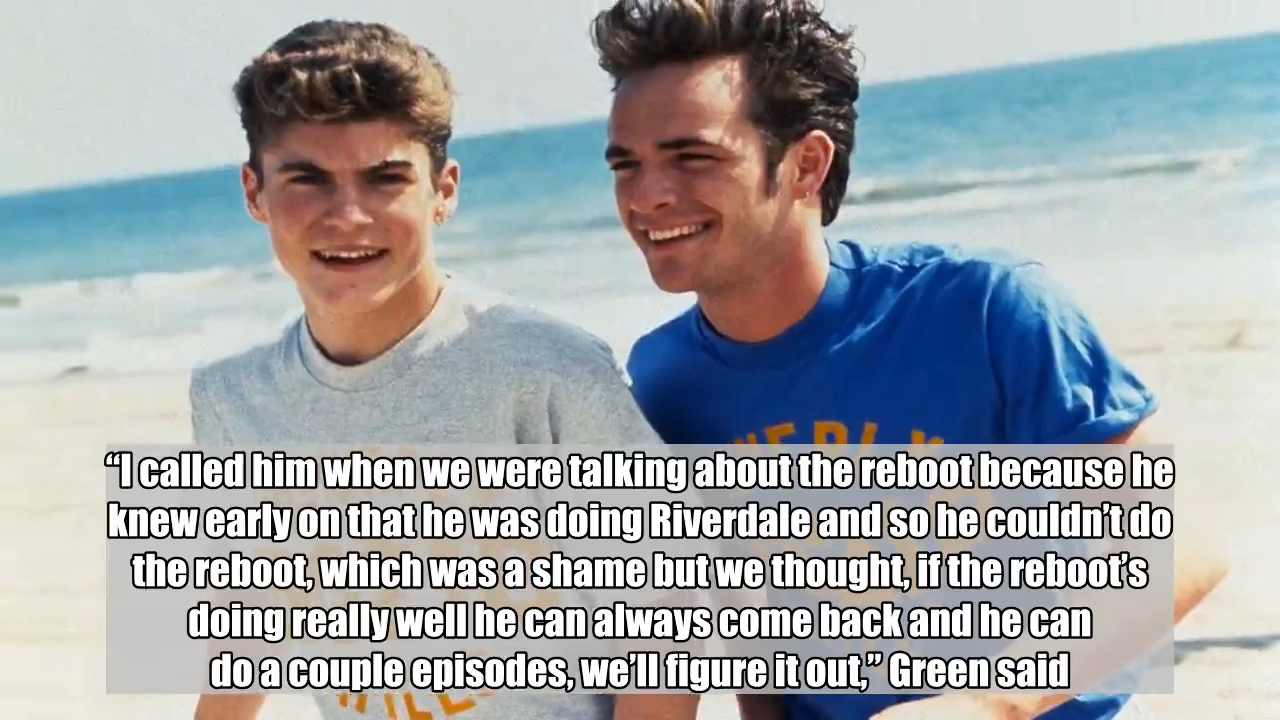 “I called him when we were talking about the reboot because he
knew early on that he was doing Riverdale and so he couldn’t do
the reboot, which was a shame but we thought, if the reboot’s
doing really well he can always come back and he can
do a couple episodes, we’ll figure it out,” Green said